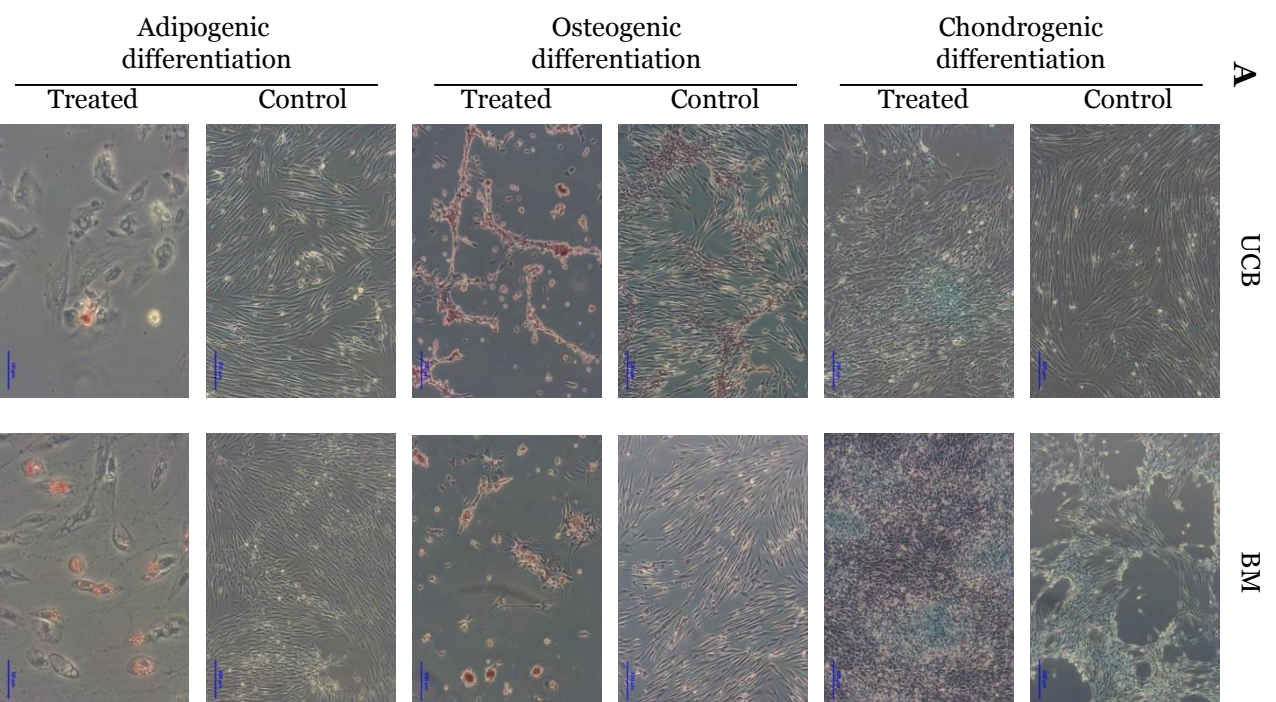 Adipogenic
differentiation
Osteogenic
differentiation
Chondrogenic
differentiation
A
Treated
Control
Treated
Control
Treated
Control
UCB
BM